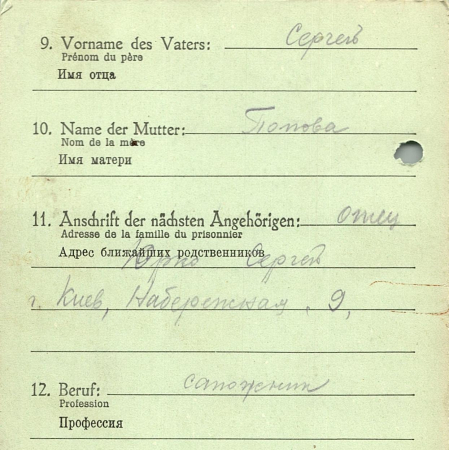 9. Vorname des Vaters: Сергей
Prénom du père
Имя отца
10. Name der Mutter: Попова
Nom de la mère
Имя матери
11. Anschrift der nächsten Angehörigen: отец
Adresse de la famille du prisonnier
Адрес ближайших родственников
Сергей
г. Киев, Набережная. 9,
12. Beruf: сапожник
Profession
Профессия